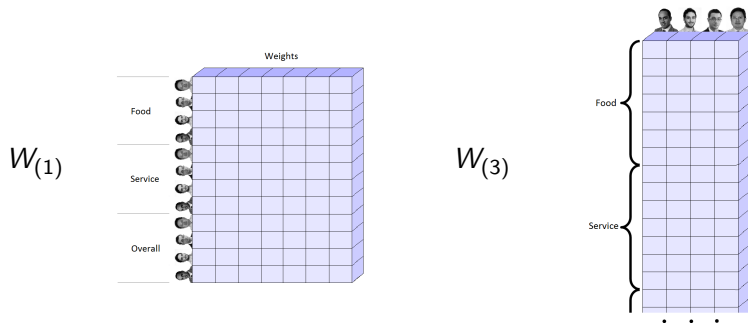 Weights
Food
Service
Overall
W(1)
Food
Service
W(3)